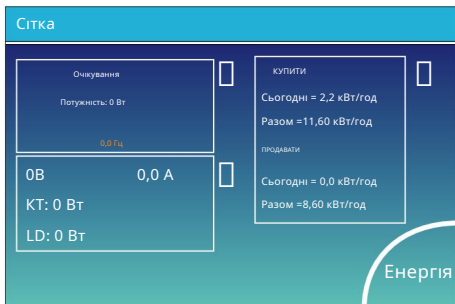 Сітка
Очікування
Потужність: 0 Вт
0,0 Гц
0В 0,0 А
КТ: 0 Вт
LD: 0 Вт
КУПИТИ
Сьогодні = 2,2 кВт/год
Разом =11,60 кВт/год
ПРОДАВАТИ
Сьогодні = 0,0 кВт/год
Разом =8,60 кВт/год
Енергія